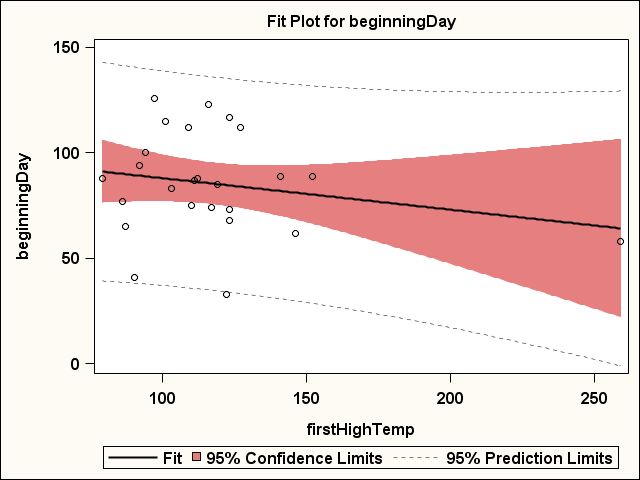 Fit Plot for beginningDay
150
100
50
0
beginningDay
100 150 200 250
firstHighTemp
Fit 95% Confidence Limits 95% Prediction Limits